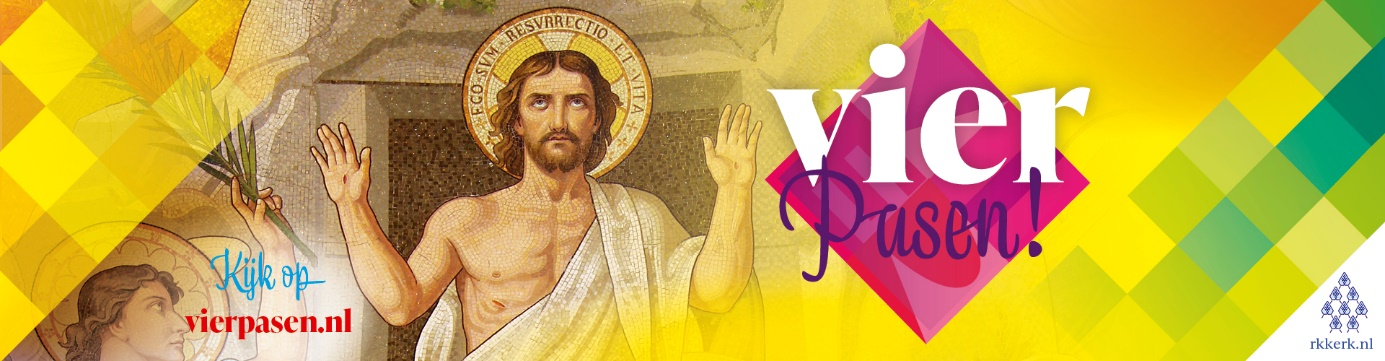 EGO · SVM · RESVRRECTIO · ET · VITA
vier
Pasen!
Kijk op
vierpasen.nl
rkkerk.nl